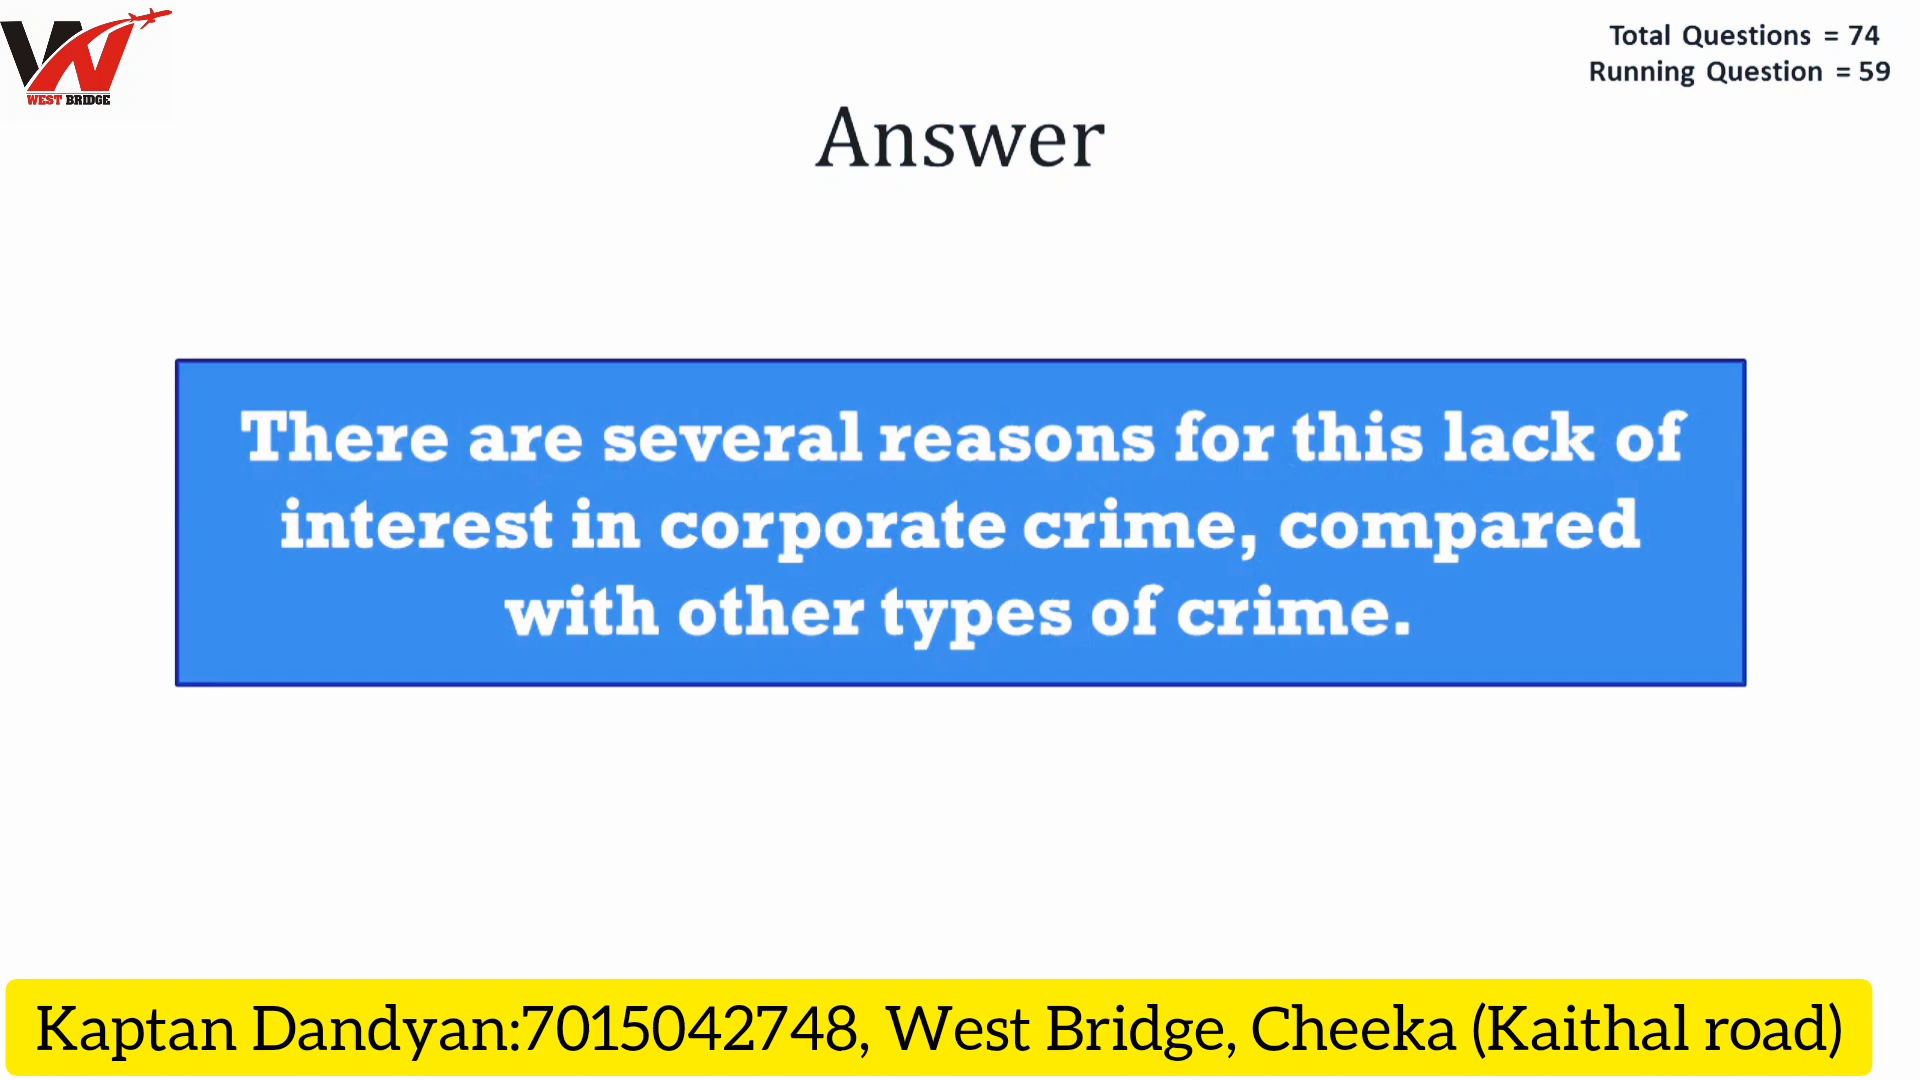 WEST BRIDGE
Total Questions = 74
Running Question = 59
Answer
There are several reasons for this lack of
interest in corporate crime, compared
with other types of crime.
Kaptan Dandyan:7015042748, West Bridge, Cheeka (Kaithal road)